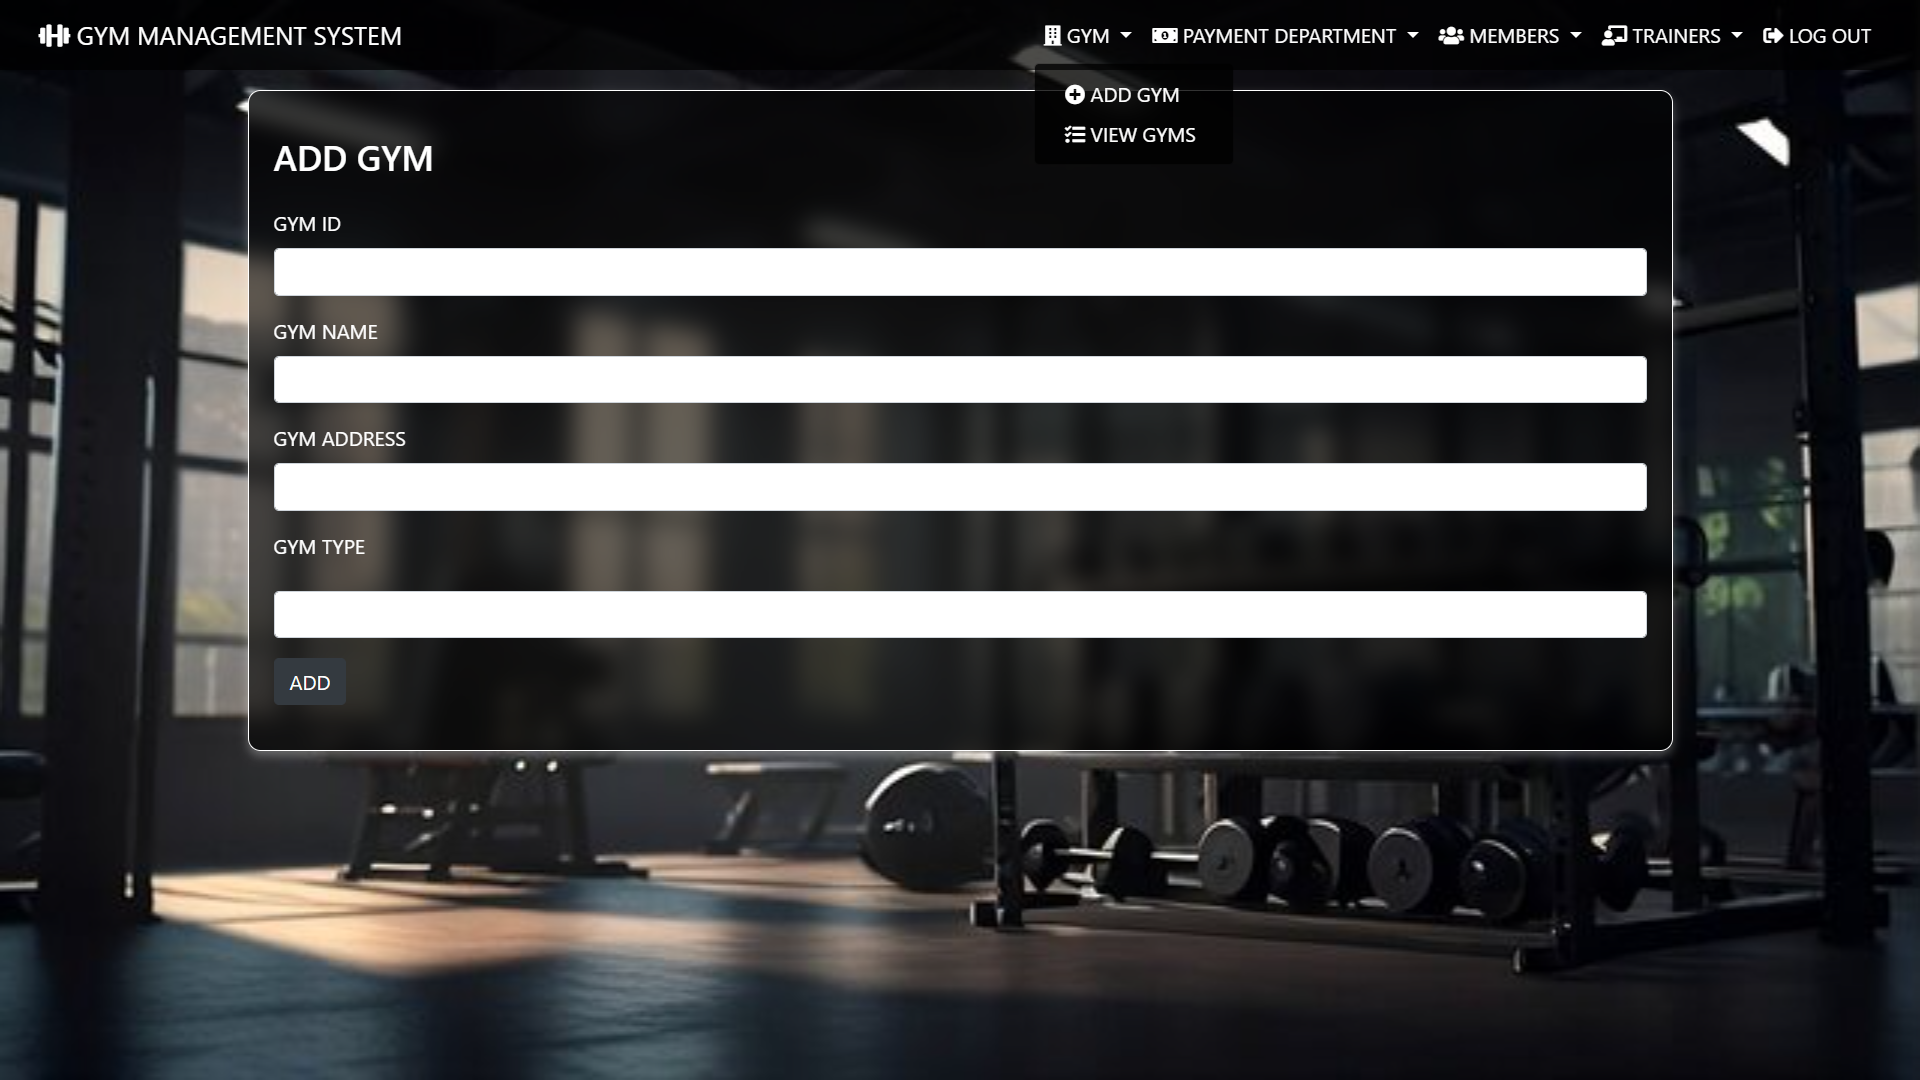 GYM MANAGEMENT SYSTEM
GYM
PAYMENT DEPARTMENT
MEMBERS
TRAINERS
LOG OUT
ADD GYM
VIEW GYMS
ADD GYM
GYM ID
GYM NAME
GYM ADDRESS
GYM TYPE
ADD